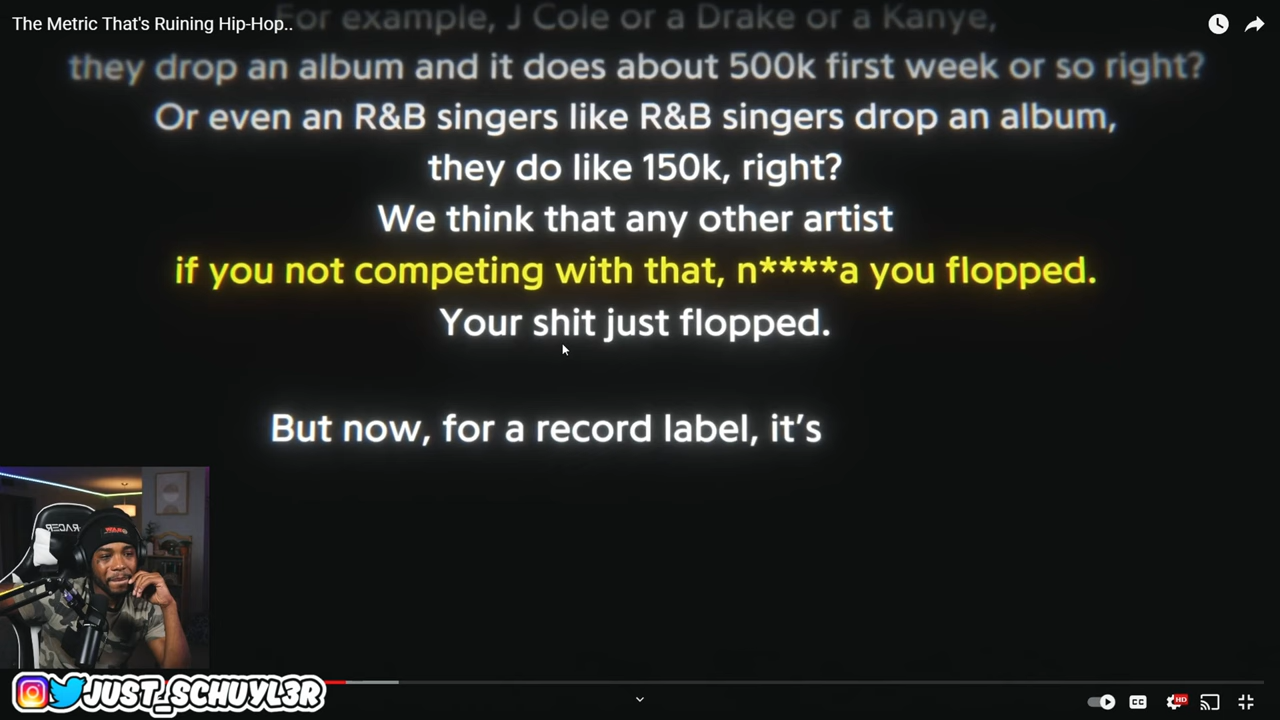 The Metric That's Ruining Hip-Hop..
For example, J Cole or a Drake or a Kanye,
they drop an album and it does about 500k first week or so right?
Or even an R&B singers like R&B singers drop an album,
they do like 150k, right?
We think that any other artist
if you not competing with that, n****a you flopped.
Your shit just flopped.
But now, for a record label, it’s
JUST_SCHUYL3R
CC
HD